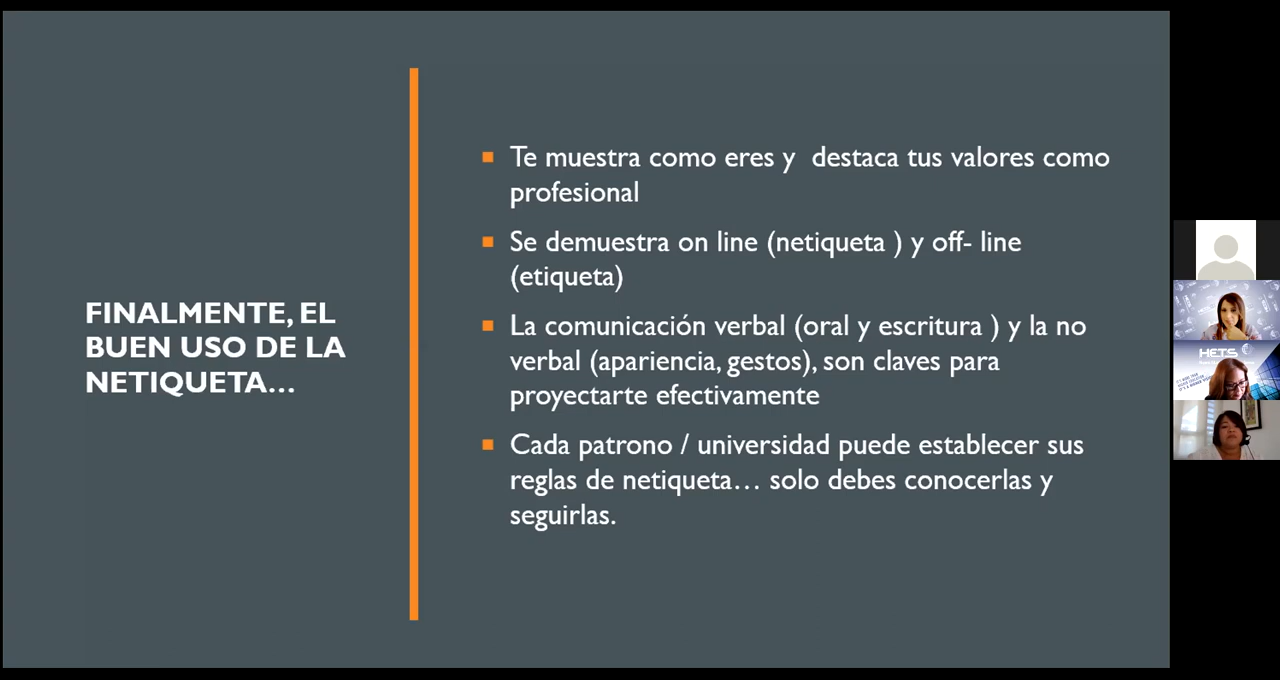 FINALMENTE, EL
BUEN USO DE LA
NETIQUETA...
Te muestra como eres y  destaca tus valores como
profesional
Se demuestra on line (netiqueta ) y off- line
(etiqueta)
La comunicación verbal (oral y escritura ) y la no
verbal (apariencia, gestos), son claves para
proyectarte efectivamente
Cada patrono / universidad puede establecer sus
reglas de netiqueta... solo debes conocerlas y
seguirlas.
HETS